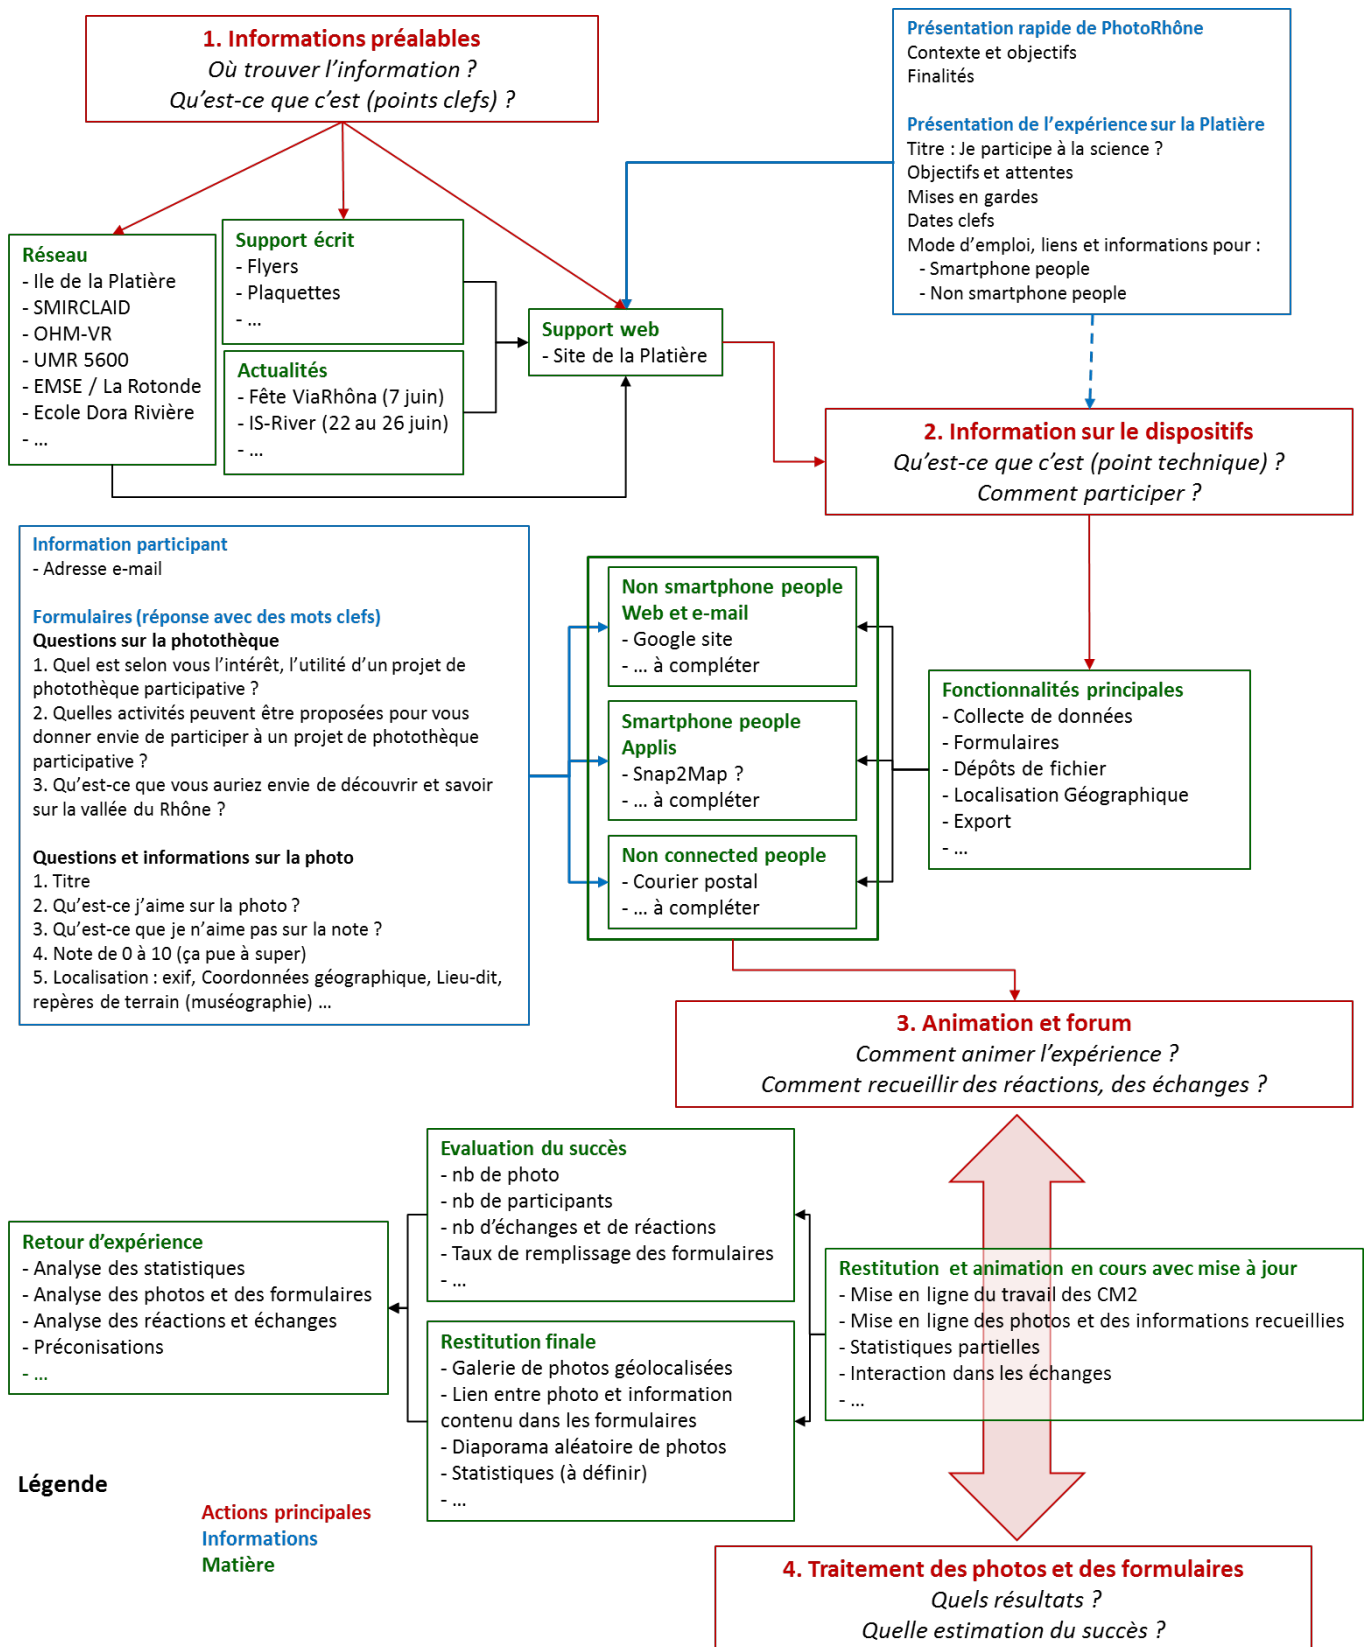 1. Informations préalables
Où trouver l'information ?
Qu'est-ce que c'est (points clefs) ?
Présentation rapide de PhotoRhône
Contexte et objectifs
Finalités
Présentation de l'expérience sur la Platière
Titre : Je participe à la science ?
Objectifs et attentes
Mises en gardes
Dates clefs
Mode d'emploi, liens et informations pour :
- Smartphone people
- Non smartphone people
Réseau
- Ile de la Platière
- SMIRCLAID
- OHM-VR
- UMR 5600
- EMSE / La Rotonde
- Ecole Dora Rivière
- ...
Support écrit
- Flyers
- Plaquettes
- ...
Actualités
- Fête ViaRhôna (7 juin)
- IS-River (22 au 26 juin)
- ...
Support web
- Site de la Platière
2. Information sur le dispositifs
Qu'est-ce que c'est (point technique) ?
Comment participer ?
Information participant
- Adresse e-mail
Formulaires (réponse avec des mots clefs)
Questions sur la photothèque
1. Quel est selon vous l'intérêt, l'utilité d'un projet de
photothèque participative ?
2. Quelles activités peuvent être proposées pour vous
donner envie de participer à un projet de photothèque
participative ?
3. Qu'est-ce que vous auriez envie de découvrir et savoir
sur la vallée du Rhône ?
Questions et informations sur la photo
1. Titre
2. Qu'est-ce j'aime sur la photo ?
3. Qu'est-ce que je n'aime pas sur la note ?
4. Note de 0 à 10 (ça pue à super)
5. Localisation : exif, Coordonnées géographique, Lieu-dit,
repères de terrain (muséographie) ...
Non smartphone people
Web et e-mail
- Google site
- ... à compléter
Smartphone people
Applis
- Snap2Map ?
- ... à compléter
Non connected people
- Courier postal
- ... à compléter
Fonctionnalités principales
- Collecte de données
- Formulaires
- Dépôts de fichier
- Localisation Géographique
- Export
- ...
3. Animation et forum
Comment animer l'expérience ?
Comment recueillir des réactions, des échanges ?
Evaluation du succès
- nb de photo
- nb de participants
- nb d'échanges et de réactions
- Taux de remplissage des formulaires
- ...
Retour d'expérience
- Analyse des statistiques
- Analyse des photos et des formulaires
- Analyse des réactions et échanges
- Préconisations
- ...
Restitution et animation en cours avec mise à jour
- Mise en ligne du travail des CM2
- Mise en ligne des photos et des informations recueillies
- Statistiques partielles
- Interaction dans les échanges
- ...
Restitution finale
- Galerie de photos géolocalisées
- Lien entre photo et information
contenu dans les formulaires
- Diaporama aléatoire de photos
- Statistiques (à définir)
- ...
Légende
Actions principales
Informations
Matière
4. Traitement des photos et des formulaires
Quels résultats ?
Quelle estimation du succès ?